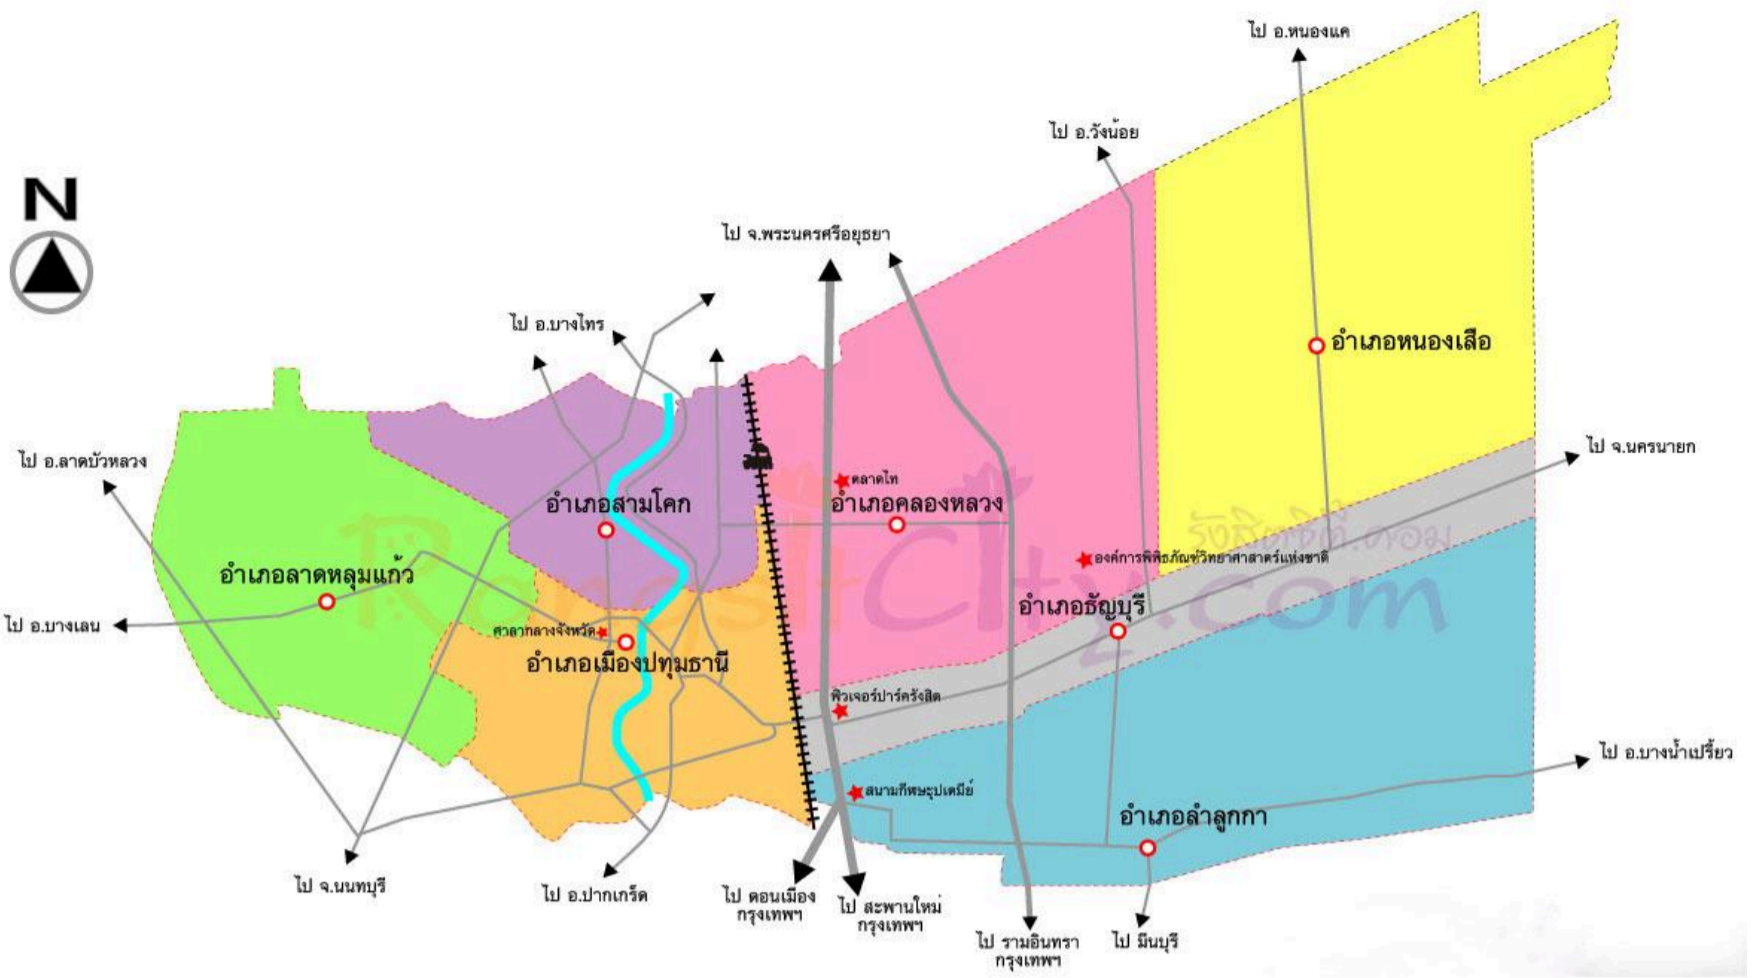 ไป อ.หนองแค
ไป อ.วังน้อย
N
ไป จ.พระนครศรีอยุธยา
ไป อ.บางไทร
อำเภอหนองเสือ
ไป จ.นครนายก
ไป อ.ลาดบัวหลวง
ตลาดไท
อำเภอสามโคก
อำเภอคลองหลวง
รังสิตซิตี้.คอม
องค์การพิพิธภัณฑ์วิทยาศาสตร์แห่งชาติ
อำเภอลาดหลุมแก้ว
RangsitCity.com
อำเภอธัญบุรี
ไป อ.บางเลน
ศาลากลางจังหวัด
อำเภอเมืองปทุมธานี
ฟิวเจอร์ปาร์ครังสิต
ไป อ.บางน้ำเปรี้ยว
สนามกีฬาธูปเตมีย์
อำเภอลำลูกกา
ไป จ.นนทบุรี
ไป อ.ปากเกร็ด
ไป ดอนเมือง
กรุงเทพฯ
ไป สะพานใหม่
กรุงเทพฯ
ไป รามอินทรา
กรุงเทพฯ
ไป มีนบุรี